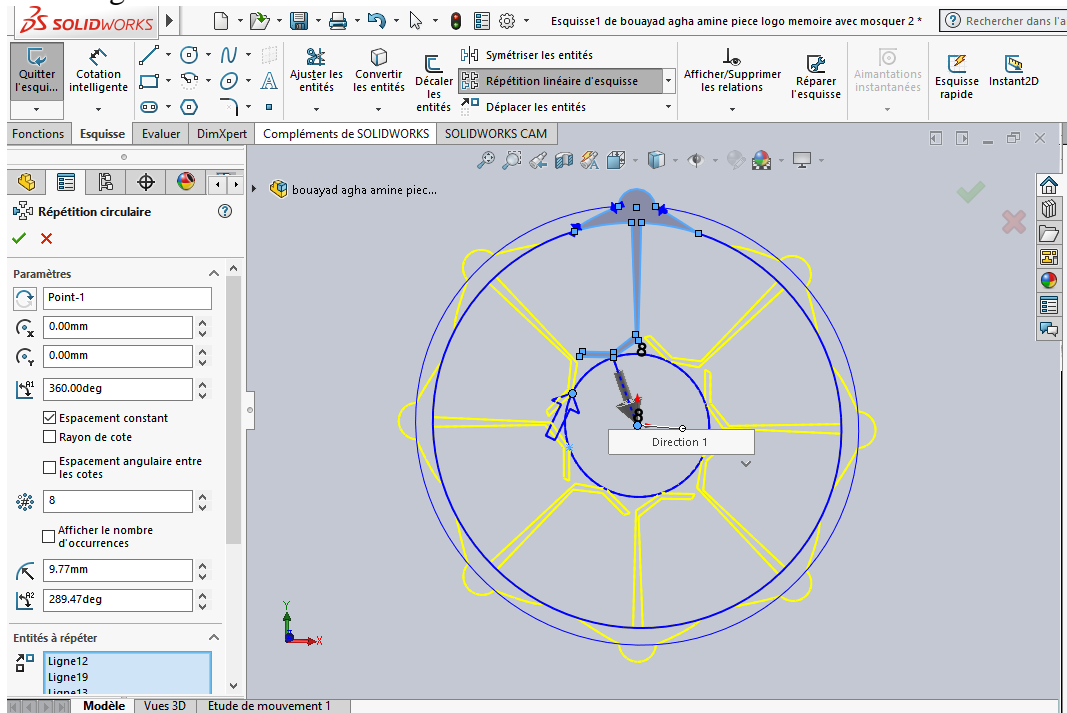 SOLIDWORKS
Esquisse1 de bouayad agha amine piece logo memoire avec mosquer 2 *
Rechercher dans l'a
Quitter l'esqui...
Cotation intelligente
Ajuster les entités
Convertir les entités
Décaler les entités
Symétriser les entités
Répétition linéaire d'esquisse
Déplacer les entités
Afficher/Supprimer les relations
Réparer l'esquisse
Aimantations instantanées
Esquisse rapide
Instant2D
Fonctions
Esquisse
Evaluer
DimXpert
Compléments de SOLIDWORKS
SOLIDWORKS CAM
bouayad agha amine piec...
Répétition circulaire
Paramètres
Point-1
0.00mm
0.00mm
360.00deg
Espacement constant
Rayon de cote
Espacement angulaire entre
les cotes
8
Afficher le nombre
d'occurrences
9.77mm
289.47deg
Entités à répéter
Ligne12
Ligne19
Ligne13
8
8
Direction 1
Y
X
Modèle
Vues 3D
Etude de mouvement 1